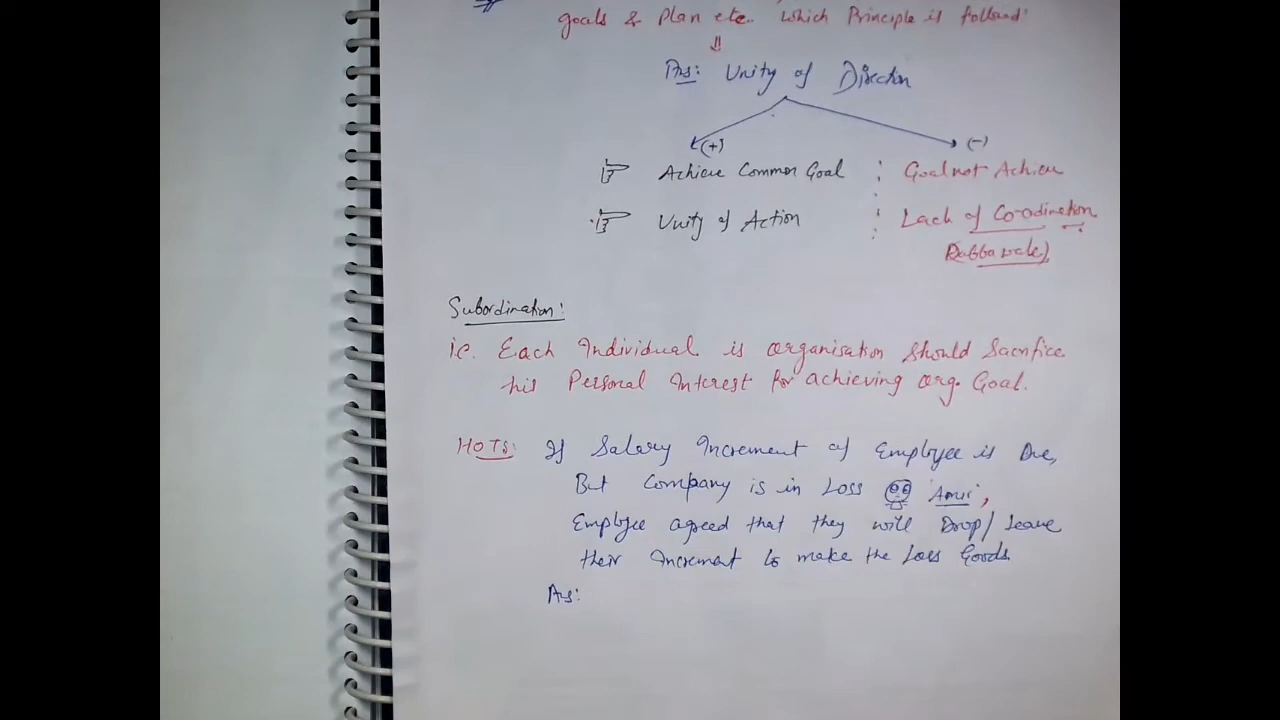 goals & Plan etc. which Principle is followed
Ans: Unity of Direction
(+) (-)
Achieve Common Goal : Goal not Achieve
Unity of Action : Lack of Co-ordination
Subordination:
i.e. Each Individual is organisation should Sacrifice
his Personal Interest for achieving org. Goal.
HOTS: If Salary Increment of Employee is Due,
But Company is in Loss 'Amir',
Employee agreed that they will Drop/Leave
their Increment to make the Loss Goods.
Ans: